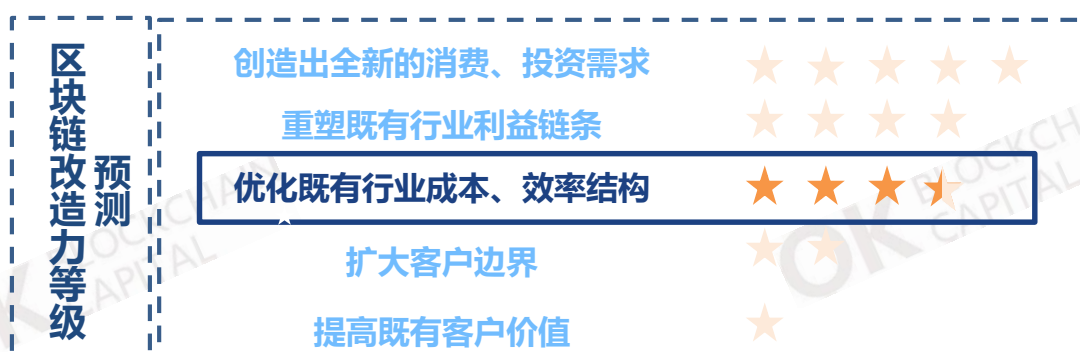 区块链改造力等级
预测
创造出全新的消费、投资需求
重塑既有行业利益链条
优化既有行业成本、效率结构
扩大客户边界
提高既有客户价值
OK BLOCKCHAIN CAPITAL
OK BLOCKCHAIN CAPITAL